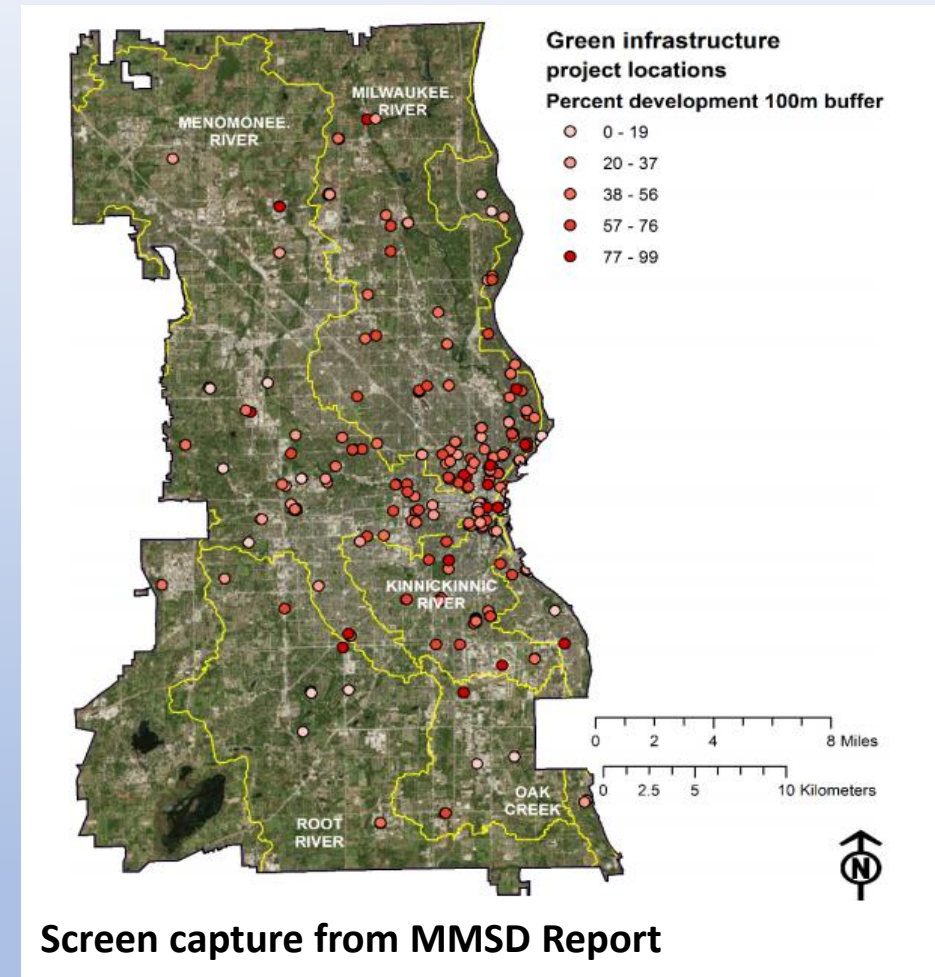 Green infrastructure
project locations
Percent development 100m buffer
0 - 19
20 - 37
38 - 56
57 - 76
77 - 99
MILWAUKEE.
RIVER
MENOMONEE.
RIVER
KINNICKINNIC
RIVER
0 2 4 8 Miles
0 2.5 5 10 Kilometers
OAK
CREEK
ROOT
RIVER
N
Screen capture from MMSD Report